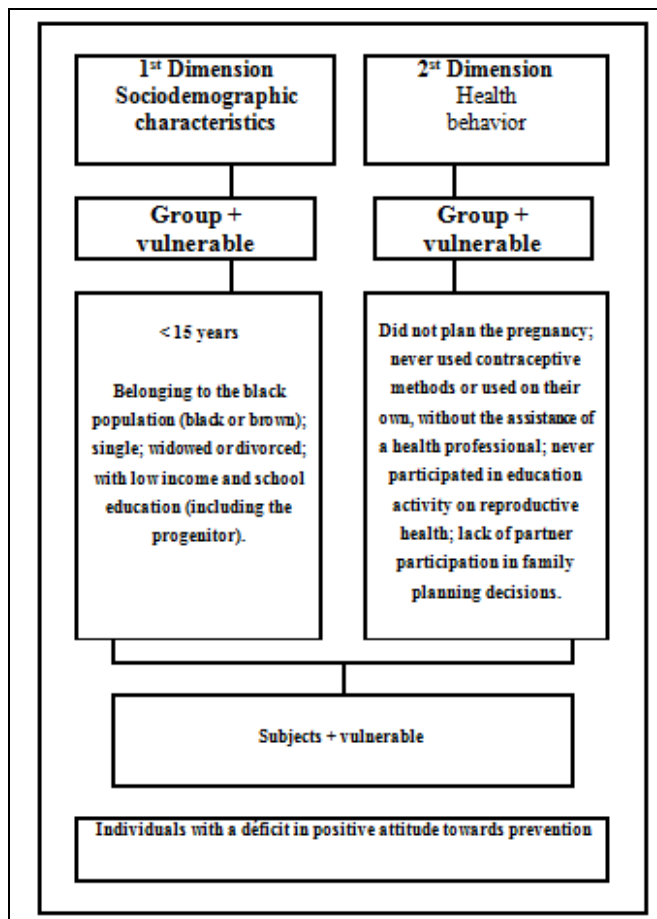 1st Dimension
Sociodemographic
characteristics
2st Dimension
Health
behavior
Group +
vulnerable
Group +
vulnerable
< 15 years
Belonging to the black
population (black or brown);
single; widowed or divorced;
with low income and school
education (including the
progenitor).
Did not plan the pregnancy;
never used contraceptive
methods or used on their
own, without the assistance of
a health professional; never
participated in education
activity on reproductive
health; lack of partner
participation in family
planning decisions.
Subjects + vulnerable
Individuals with a déficit in positive attitude towards prevention